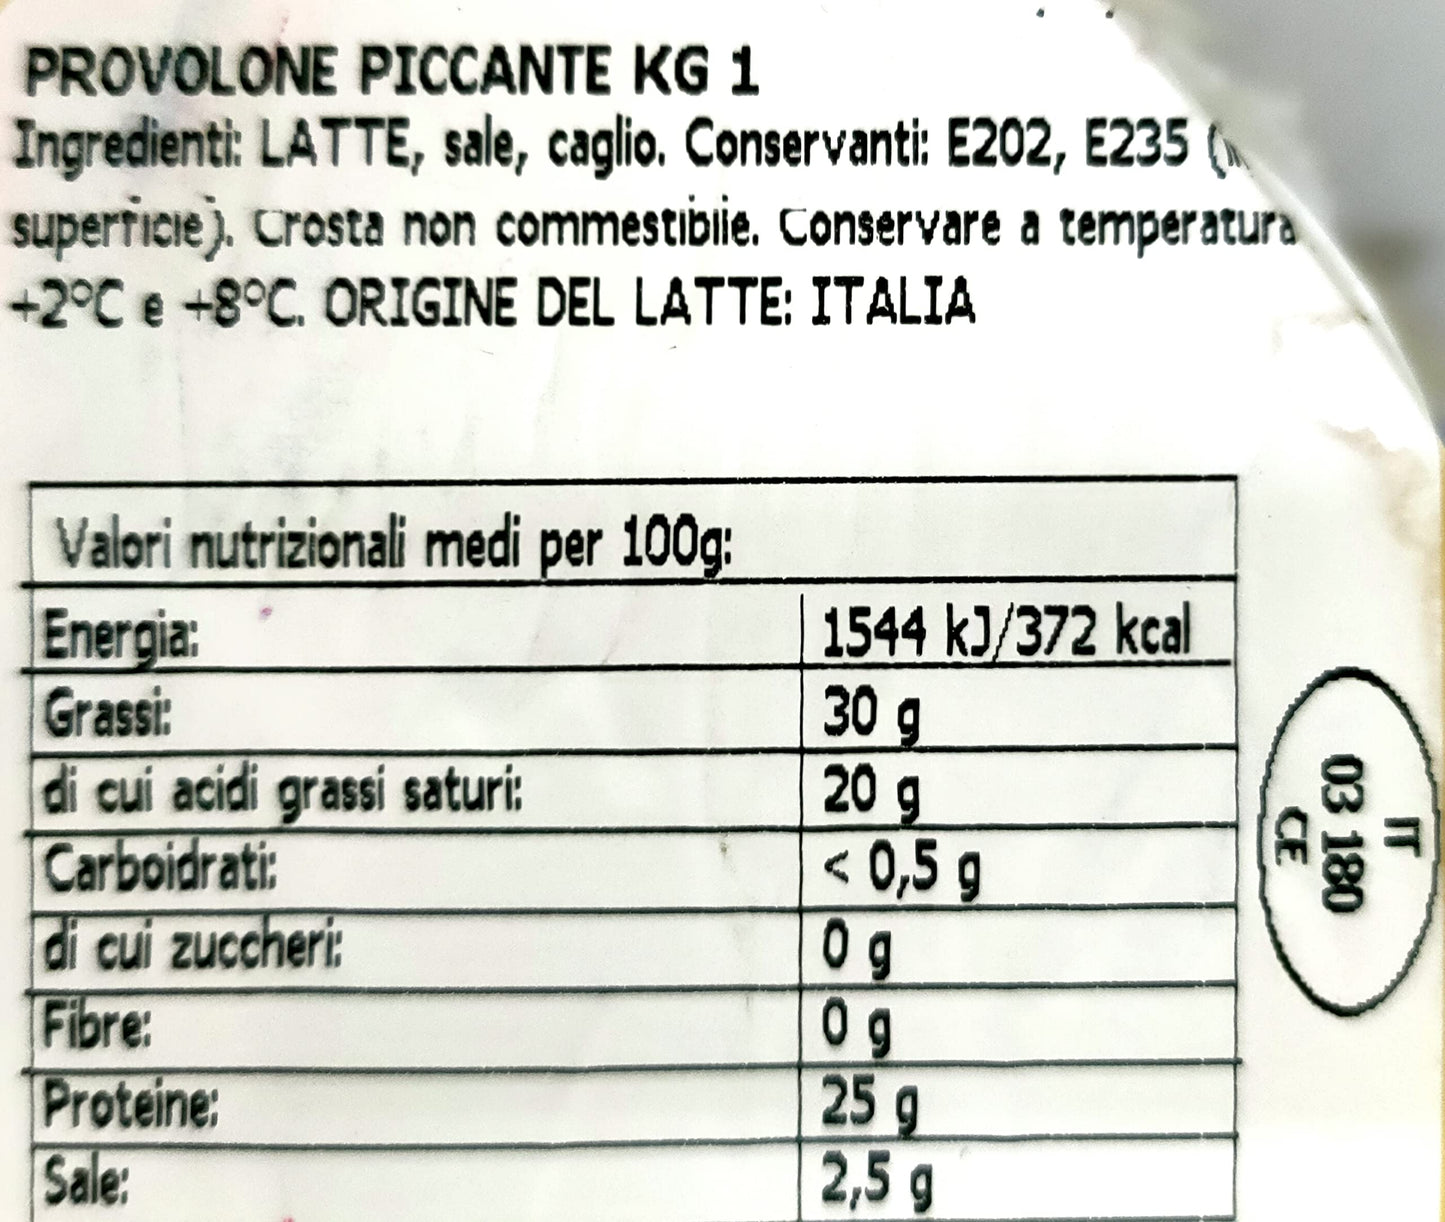 PROVOLONE PICCANTE KG 1
Ingredienti: LATTE, sale, caglio. Conservanti: E202, E235 (
superficie). Crosta non commestibile. Conservare a temperatura
+2°C e +8°C. ORIGINE DEL LATTE: ITALIA
Valori nutrizionali medi per 100g:
Energia: 1544 kJ/372 kcal
Grassi: 30 g
di cui acidi grassi saturi: 20 g
Carboidrati: < 0,5 g
di cui zuccheri: 0 g
Fibre: 0 g
Proteine: 25 g
Sale: 2,5 g
IT
03 180
CE